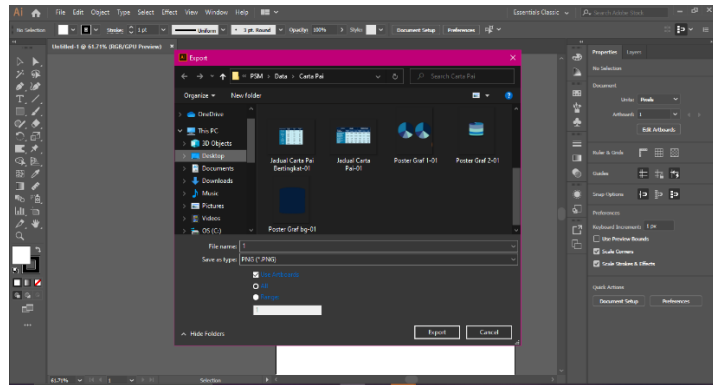 Ai File Edit Object Type Select Effect View Window Help Essentials Classic Search Adobe Stock
No Selection Stroke: 1 pt Uniform 3 pt. Round Opacity: 100% Style: Document Setup Preferences
Untitled-1 @ 61.71% (RGB/GPU Preview) ×
Export
« PSM › Data › Carta Pai
Search Carta Pai
Organize New folder
OneDrive
This PC
3D Objects
Desktop
Documents
Downloads
Music
Pictures
Videos
OS (C:)
Jadual Carta Pai Bertingkat-01
Jadual Carta Pai-01
Poster Graf 1-01
Poster Graf 2-01
Poster Graf bg-01
File name: 1
Save as type: PNG (*.PNG)
Use Artboards
All
Range:
1
Hide Folders
Export Cancel
Properties Layers
No Selection
Document
Units: Pixels
Artboard: 1
Edit Artboards
Ruler & Grids
Guides
Snap Options
Preferences
Keyboard Increment: 1 px
Use Preview Bounds
Scale Corners
Scale Strokes & Effects
Quick Actions
Document Setup Preferences
61.71% 1 Selection